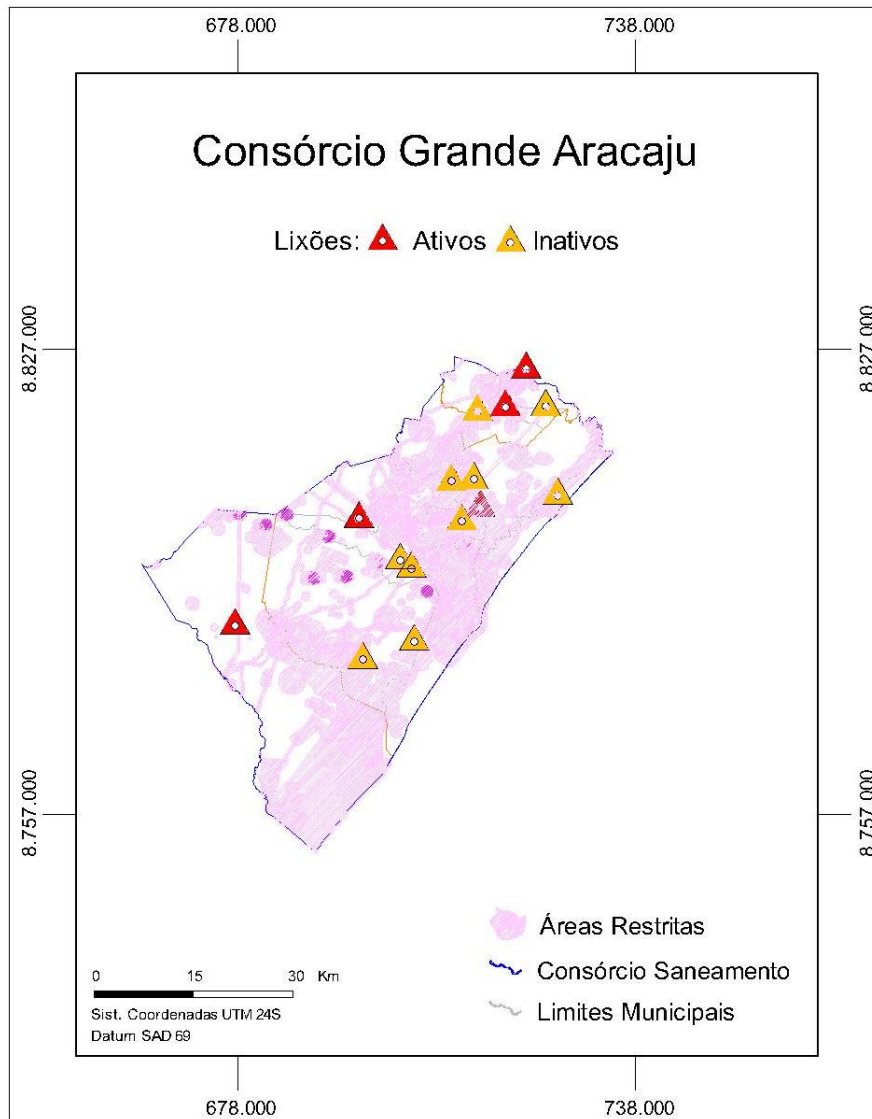 678.000
738.000
Consórcio Grande Aracaju
Lixões: Ativos Inativos
8.827.000
8.827.000
8.757.000
8.757.000
Áreas Restritas
Consórcio Saneamento
Limites Municipais
0 15 30 Km
Sist. Coordenadas UTM 24S
Datum SAD 69
678.000
738.000